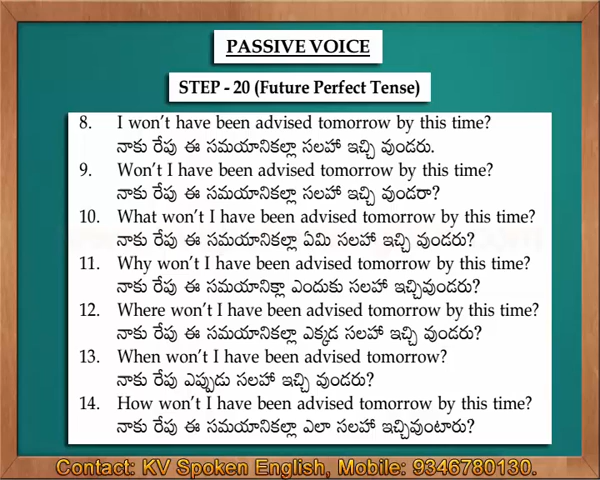 PASSIVE VOICE
STEP - 20 (Future Perfect Tense)
8. I won't have been advised tomorrow by this time?
నాకు రేపు ఈ సమయానికల్లా సలహా ఇచ్చి వుండరు.
9. Won't I have been advised tomorrow by this time?
నాకు రేపు ఈ సమయానికల్లా సలహా ఇచ్చి వుండరా?
10. What won't I have been advised tomorrow by this time?
నాకు రేపు ఈ సమయానికల్లా ఏమి సలహా ఇచ్చి వుండరు?
11. Why won't I have been advised tomorrow by this time?
నాకు రేపు ఈ సమయానిక్లా ఎందుకు సలహా ఇచ్చివుండరు?
12. Where won't I have been advised tomorrow by this time?
నాకు రేపు ఈ సమయానికల్లా ఎక్కడ సలహా ఇచ్చి వుండరు?
13. When won't I have been advised tomorrow?
నాకు రేపు ఎప్పుడు సలహా ఇచ్చి వుండరు?
14. How won't I have been advised tomorrow by this time?
నాకు రేపు ఈ సమయానికల్లా ఎలా సలహా ఇచ్చివుంటారు?
Contact: KV Spoken English, Mobile: 9346780130.